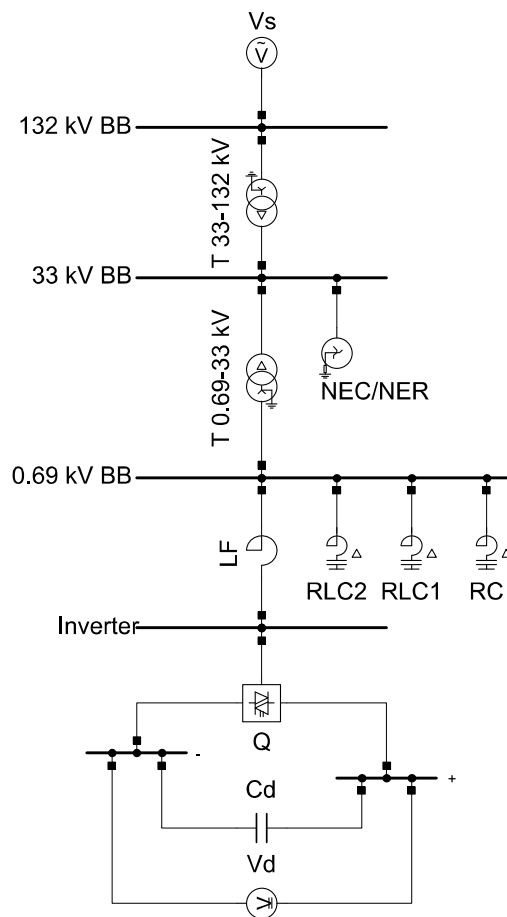 Vs
132 kV BB
T 33-132 kV
33 kV BB
NEC/NER
T 0.69-33 kV
0.69 kV BB
LF
RLC2 RLC1 RC
Inverter
Q
-
+
Cd
Vd